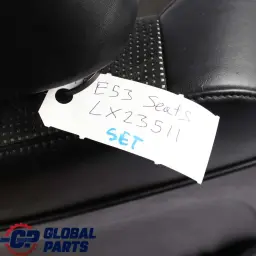 E53 Seats
LX23511
SET
GP GLOBAL
PARTS